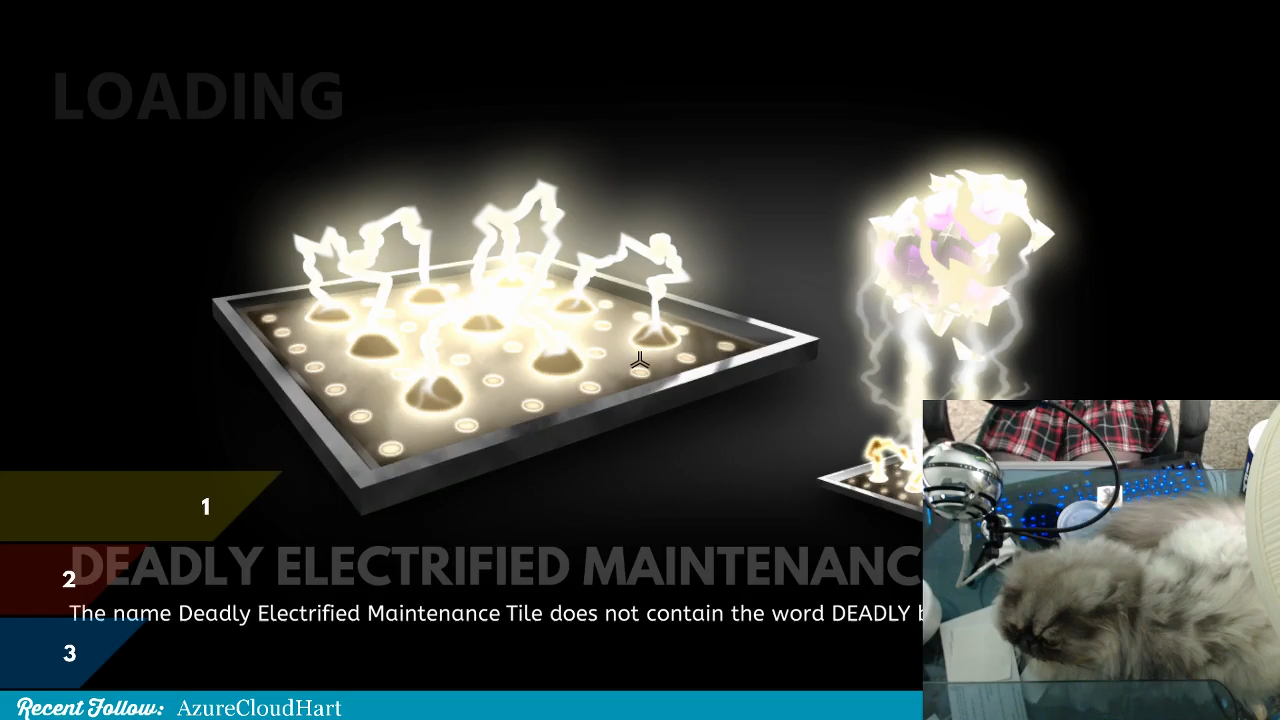 LOADING
1
DEADLY ELECTRIFIED MAINTENANC
2
The name Deadly Electrified Maintenance Tile does not contain the word DEADLY b
3
Recent Follow: AzureCloudHart